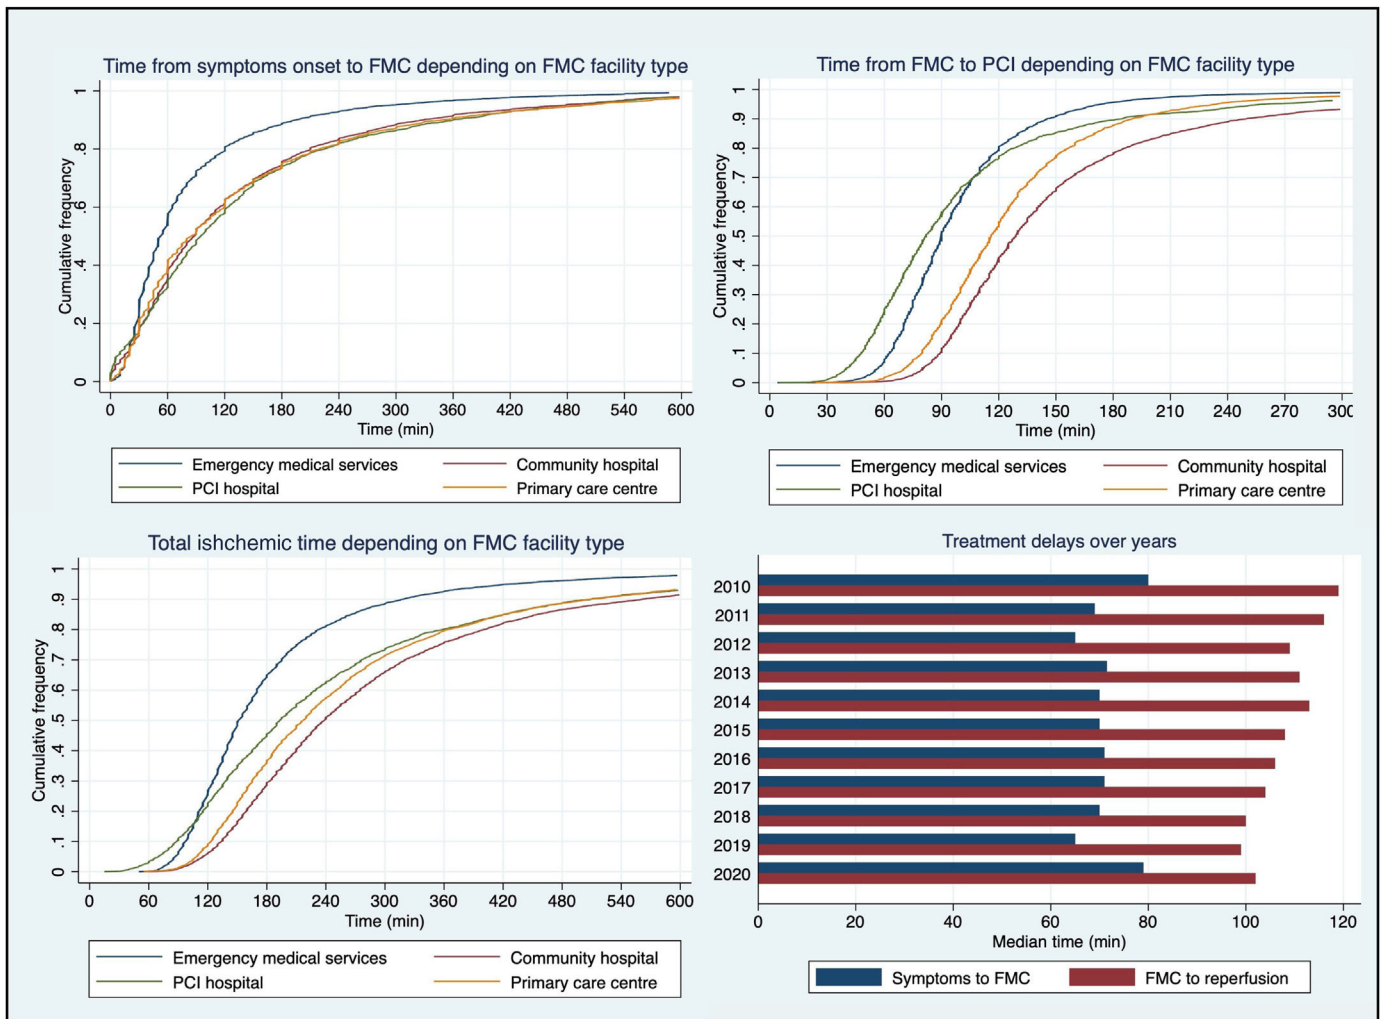 Time from symptoms onset to FMC depending on FMC facility type
Cumulative frequency
1
.8
.6
.4
.2
0
0 60 120 180 240 300 360 420 480 540 600
Time (min)
Emergency medical services Community hospital
PCI hospital Primary care centre
Time from FMC to PCI depending on FMC facility type
Cumulative frequency
1
.9
.8
.7
.6
.5
.4
.3
.2
.1
0
0 30 60 90 120 150 180 210 240 270 300
Time (min)
Emergency medical services Community hospital
PCI hospital Primary care centre
Total ishchemic time depending on FMC facility type
Cumulative frequency
1
.9
.8
.7
.6
.5
.4
.3
.2
.1
0
0 60 120 180 240 300 360 420 480 540 600
Time (min)
Emergency medical services Community hospital
PCI hospital Primary care centre
Treatment delays over years
2010
2011
2012
2013
2014
2015
2016
2017
2018
2019
2020
0 20 40 60 80 100 120
Median time (min)
Symptoms to FMC FMC to reperfusion